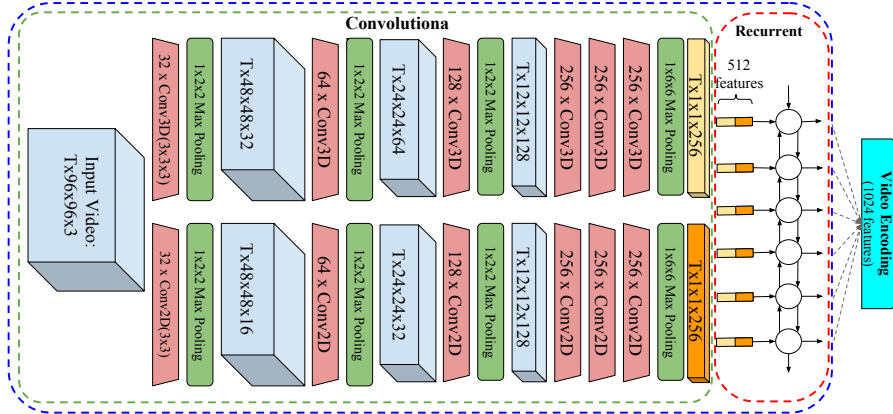 Convolutiona
Recurrent
Input Video:
Tx96x96x3
32 x Conv3D(3x3x3)
1x2x2 Max Pooling
Tx48x48x32
64 x Conv3D
1x2x2 Max Pooling
Tx24x24x64
128 x Conv3D
1x2x2 Max Pooling
Tx12x12x128
256 x Conv3D
256 x Conv3D
256 x Conv3D
1x6x6 Max Pooling
Tx1x1x256
32 x Conv2D(3x3)
1x2x2 Max Pooling
Tx48x48x16
64 x Conv2D
1x2x2 Max Pooling
Tx24x24x32
128 x Conv2D
1x2x2 Max Pooling
Tx12x12x128
256 x Conv2D
256 x Conv2D
256 x Conv2D
1x6x6 Max Pooling
Tx1x1x256
512
features
Video Encoding
(1024 features)